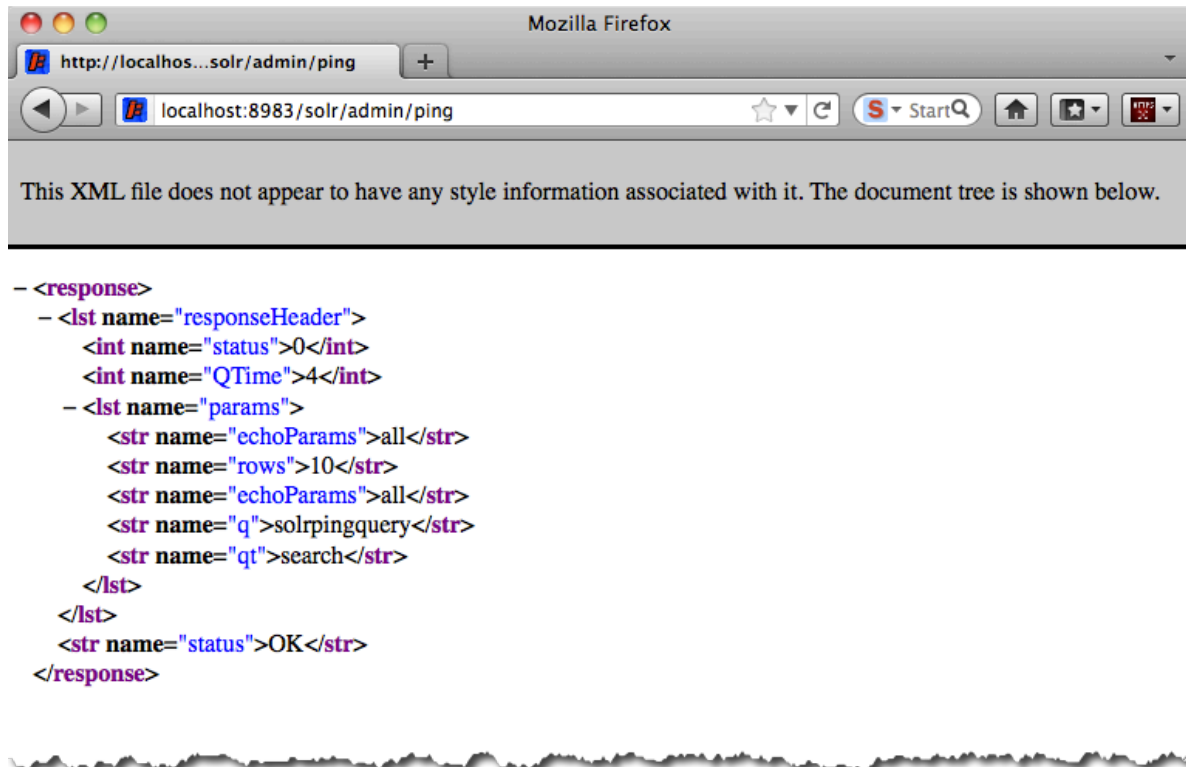 Mozilla Firefox
http://localhos...solr/admin/ping
+
localhost:8983/solr/admin/ping
S Start
This XML file does not appear to have any style information associated with it. The document tree is shown below.
– <response>
– <lst name="responseHeader">
<int name="status">0</int>
<int name="QTime">4</int>
– <lst name="params">
<str name="echoParams">all</str>
<str name="rows">10</str>
<str name="echoParams">all</str>
<str name="q">solrpingquery</str>
<str name="qt">search</str>
</lst>
</lst>
<str name="status">OK</str>
</response>